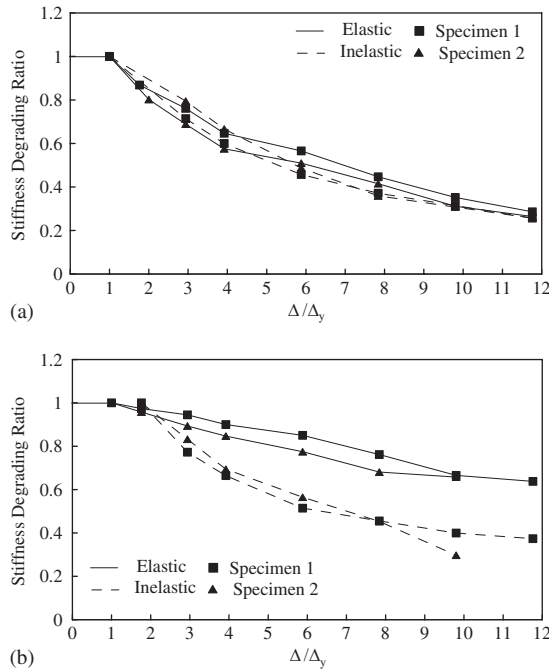 1.2
1
0.8
0.6
0.4
0.2
0
Stiffness Degrading Ratio
Elastic Specimen 1
Inelastic Specimen 2
0 1 2 3 4 5 6 7 8 9 10 11 12
Δ/Δy
(a)
1.2
1
0.8
0.6
0.4
0.2
0
Stiffness Degrading Ratio
Elastic Specimen 1
Inelastic Specimen 2
0 1 2 3 4 5 6 7 8 9 10 11 12
Δ/Δy
(b)